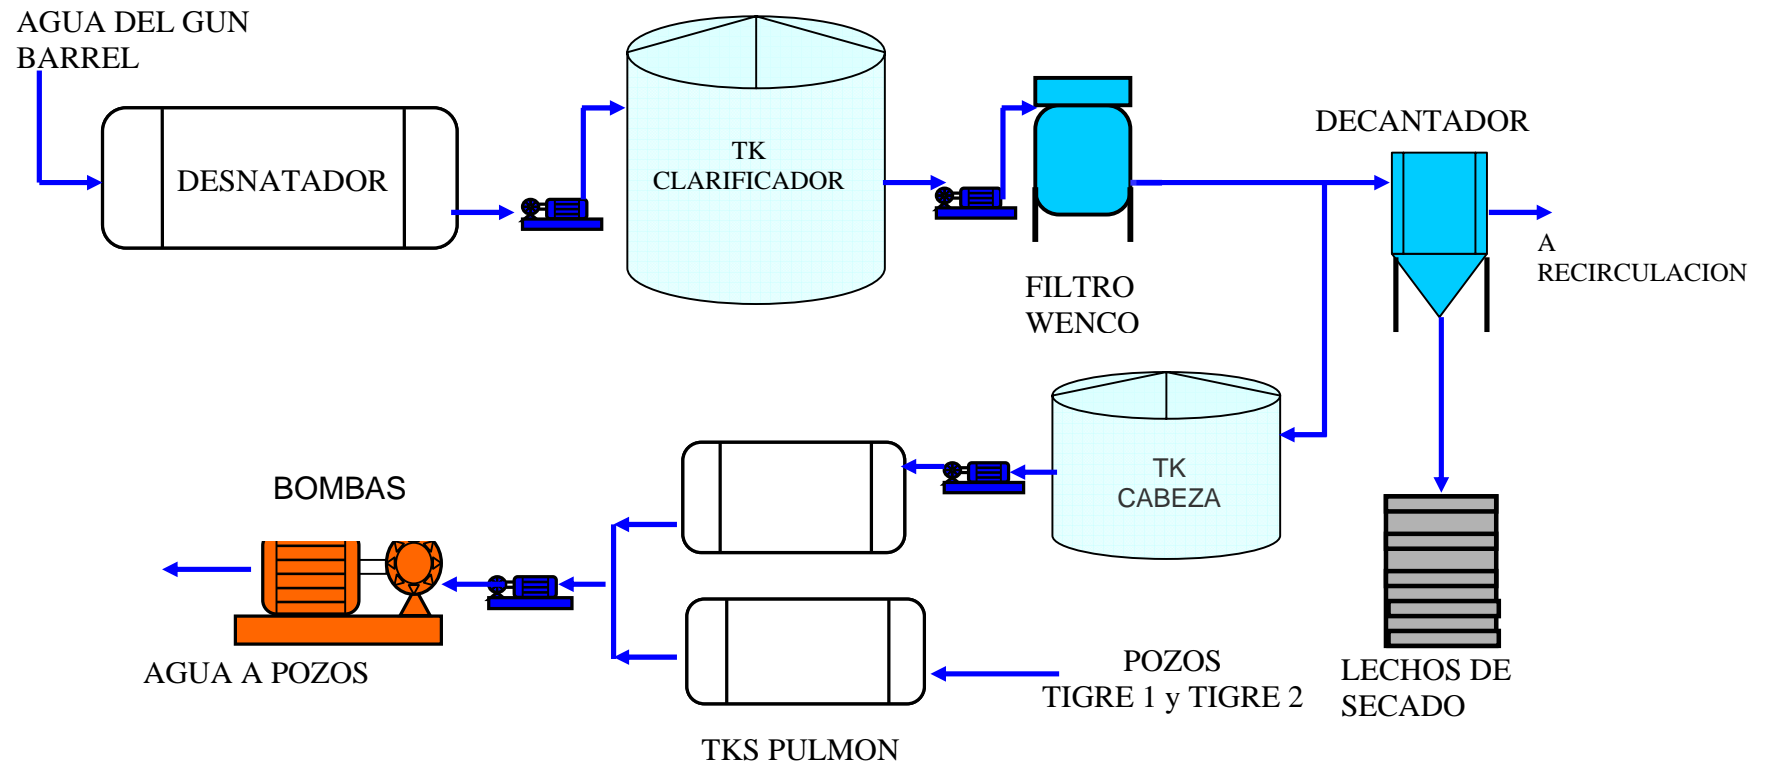 AGUA DEL GUN
BARREL
DESNATADOR
TK
CLARIFICADOR
FILTRO
WENCO
DECANTADOR
A
RECIRCULACION
TK
CABEZA
BOMBAS
AGUA A POZOS
TKS PULMON
POZOS
TIGRE 1 y TIGRE 2
LECHOS DE
SECADO